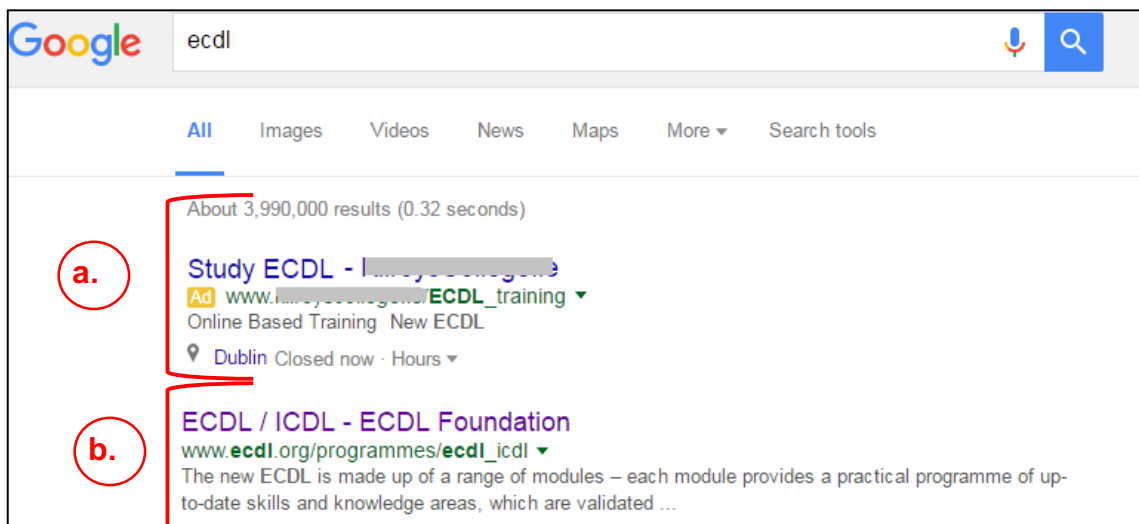 Google
ecdl
All Images Videos News Maps More Search tools
About 3,990,000 results (0.32 seconds)
a.
Study ECDL -
Ad www. /ECDL_training
Online Based Training New ECDL
Dublin Closed now · Hours
b.
ECDL / ICDL - ECDL Foundation
www.ecdl.org/programmes/ecdl_icdl
The new ECDL is made up of a range of modules – each module provides a practical programme of up-
to-date skills and knowledge areas, which are validated ...